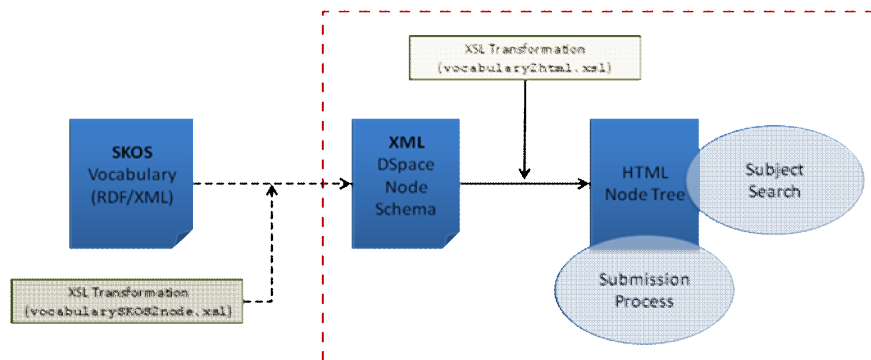 XSL Transformation
(vocabulary2html.xsl)
SKOS
Vocabulary
(RDF/XML)
XML
DSpace
Node
Schema
HTML
Node Tree
Subject
Search
Submission
Process
XSL Transformation
(vocabularySKOS2node.xsl)